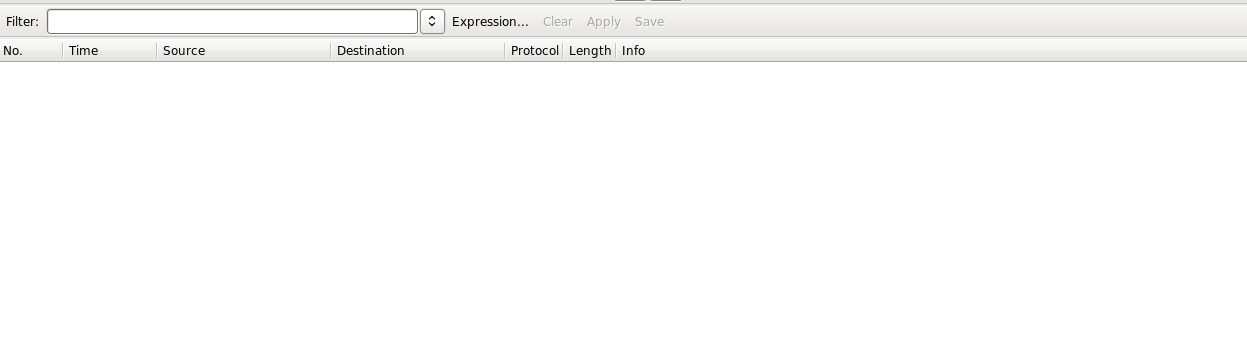 Filter: Expression... Clear Apply Save
No. Time Source Destination Protocol Length Info